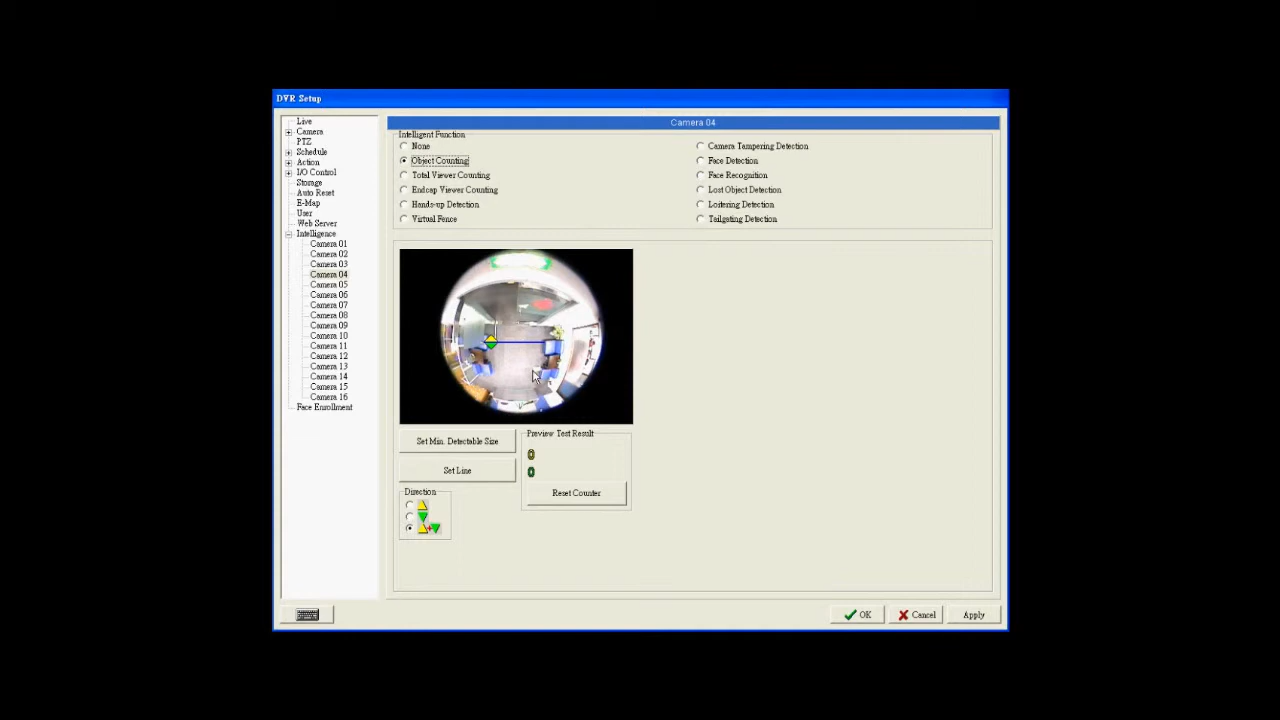 DVR Setup
Live
Camera
PTZ
Schedule
Action
I/O Control
Storage
Auto Reset
E-Map
User
Web Server
Intelligence
Camera 01
Camera 02
Camera 03
Camera 04
Camera 05
Camera 06
Camera 07
Camera 08
Camera 09
Camera 10
Camera 11
Camera 12
Camera 13
Camera 14
Camera 15
Camera 16
Face Enrollment
Camera 04
Intelligent Function
None
Object Counting
Total Viewer Counting
Endcap Viewer Counting
Hands-up Detection
Virtual Fence
Camera Tampering Detection
Face Detection
Face Recognition
Lost Object Detection
Loitering Detection
Tailgating Detection
Set Min. Detectable Size
Set Line
Direction
+
Preview Test Result
0
0
Reset Counter
OK
Cancel
Apply